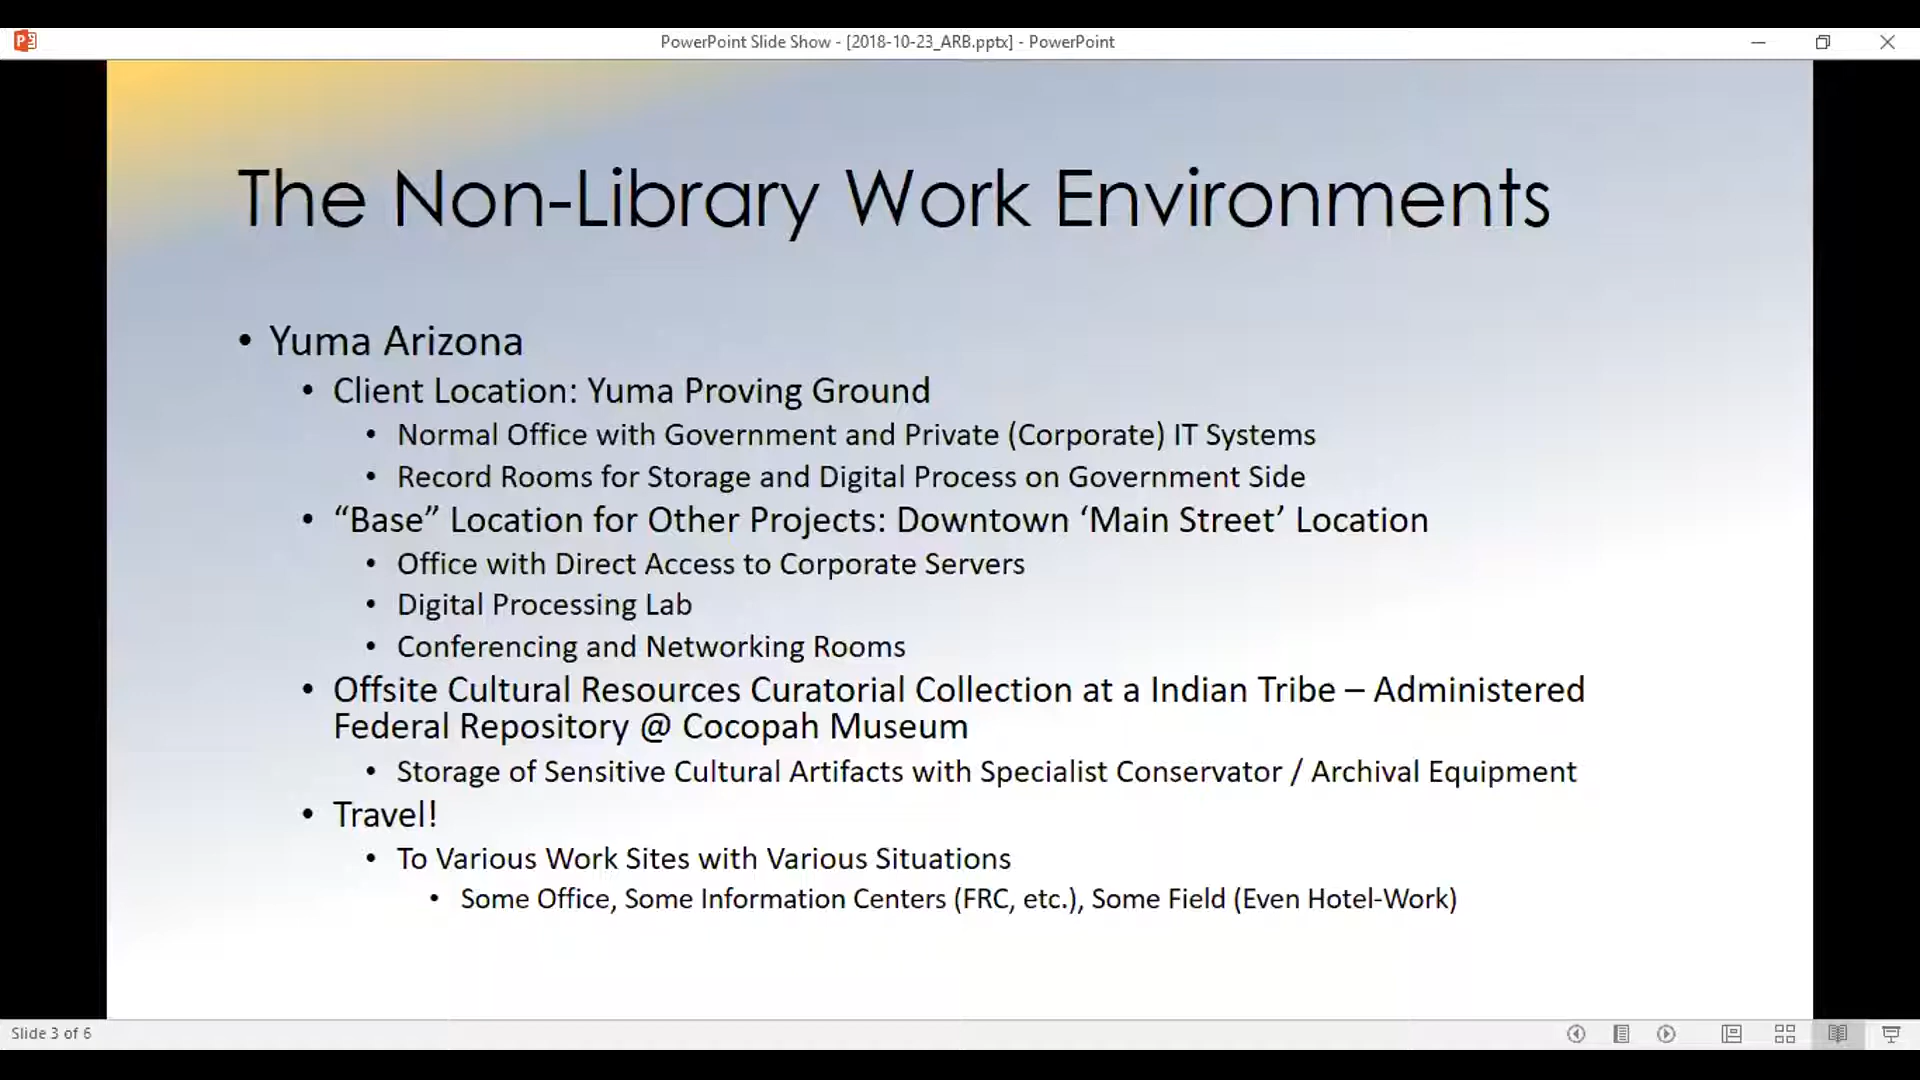 PowerPoint Slide Show - [2018-10-23_ARB.pptx] - PowerPoint
The Non-Library Work Environments
• Yuma Arizona
• Client Location: Yuma Proving Ground
• Normal Office with Government and Private (Corporate) IT Systems
• Record Rooms for Storage and Digital Process on Government Side
• “Base” Location for Other Projects: Downtown ‘Main Street’ Location
• Office with Direct Access to Corporate Servers
• Digital Processing Lab
• Conferencing and Networking Rooms
• Offsite Cultural Resources Curatorial Collection at a Indian Tribe – Administered
Federal Repository @ Cocopah Museum
• Storage of Sensitive Cultural Artifacts with Specialist Conservator / Archival Equipment
• Travel!
• To Various Work Sites with Various Situations
• Some Office, Some Information Centers (FRC, etc.), Some Field (Even Hotel-Work)
Slide 3 of 6